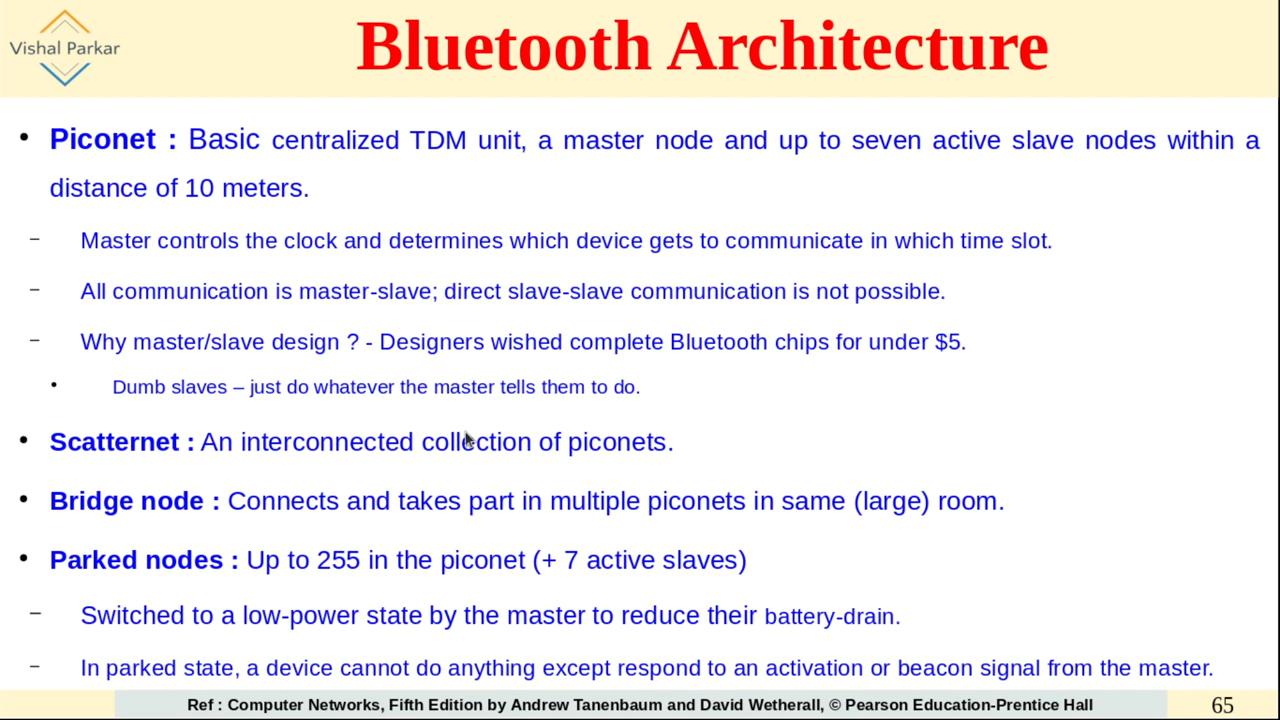 Vishal Parkar
Bluetooth Architecture
• Piconet : Basic centralized TDM unit, a master node and up to seven active slave nodes within a
distance of 10 meters.
– Master controls the clock and determines which device gets to communicate in which time slot.
– All communication is master-slave; direct slave-slave communication is not possible.
– Why master/slave design ? - Designers wished complete Bluetooth chips for under $5.
• Dumb slaves – just do whatever the master tells them to do.
• Scatternet : An interconnected collection of piconets.
• Bridge node : Connects and takes part in multiple piconets in same (large) room.
• Parked nodes : Up to 255 in the piconet (+ 7 active slaves)
– Switched to a low-power state by the master to reduce their battery-drain.
– In parked state, a device cannot do anything except respond to an activation or beacon signal from the master.
Ref : Computer Networks, Fifth Edition by Andrew Tanenbaum and David Wetherall, © Pearson Education-Prentice Hall
65